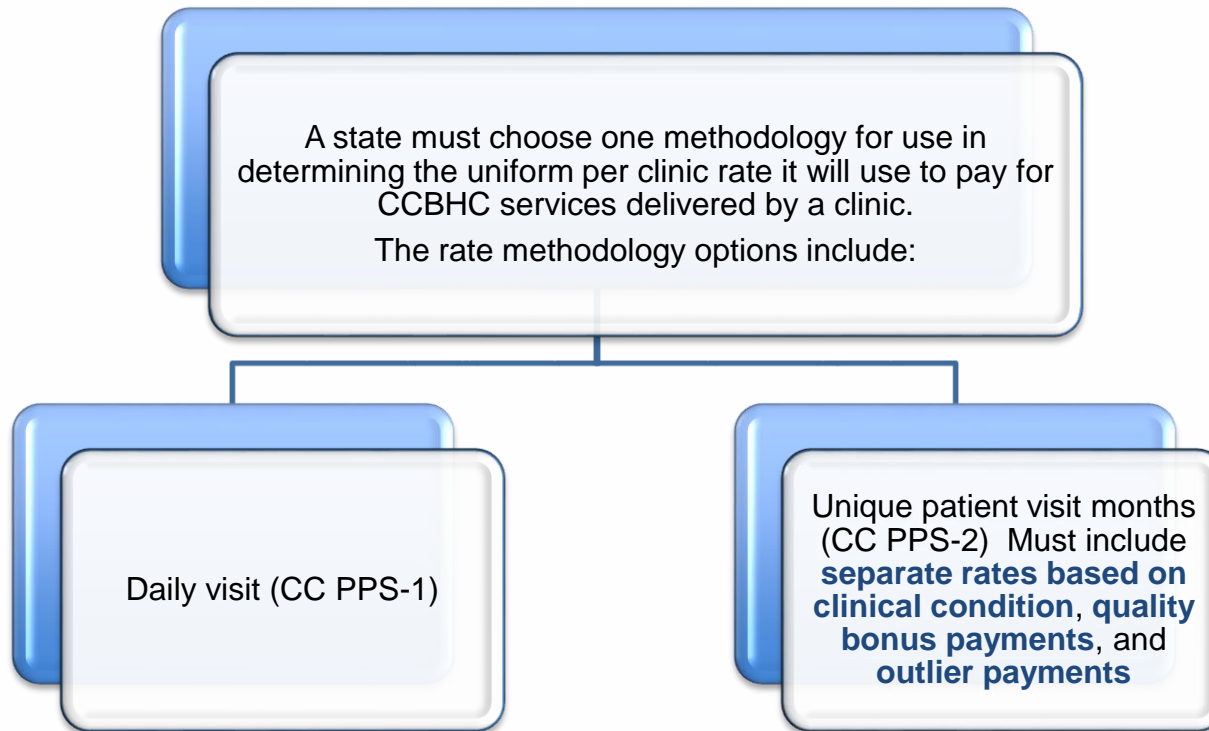 A state must choose one methodology for use in
determining the uniform per clinic rate it will use to pay for
CCBHC services delivered by a clinic.
The rate methodology options include:
Daily visit (CC PPS-1)
Unique patient visit months
(CC PPS-2) Must include
separate rates based on
clinical condition, quality
bonus payments, and
outlier payments